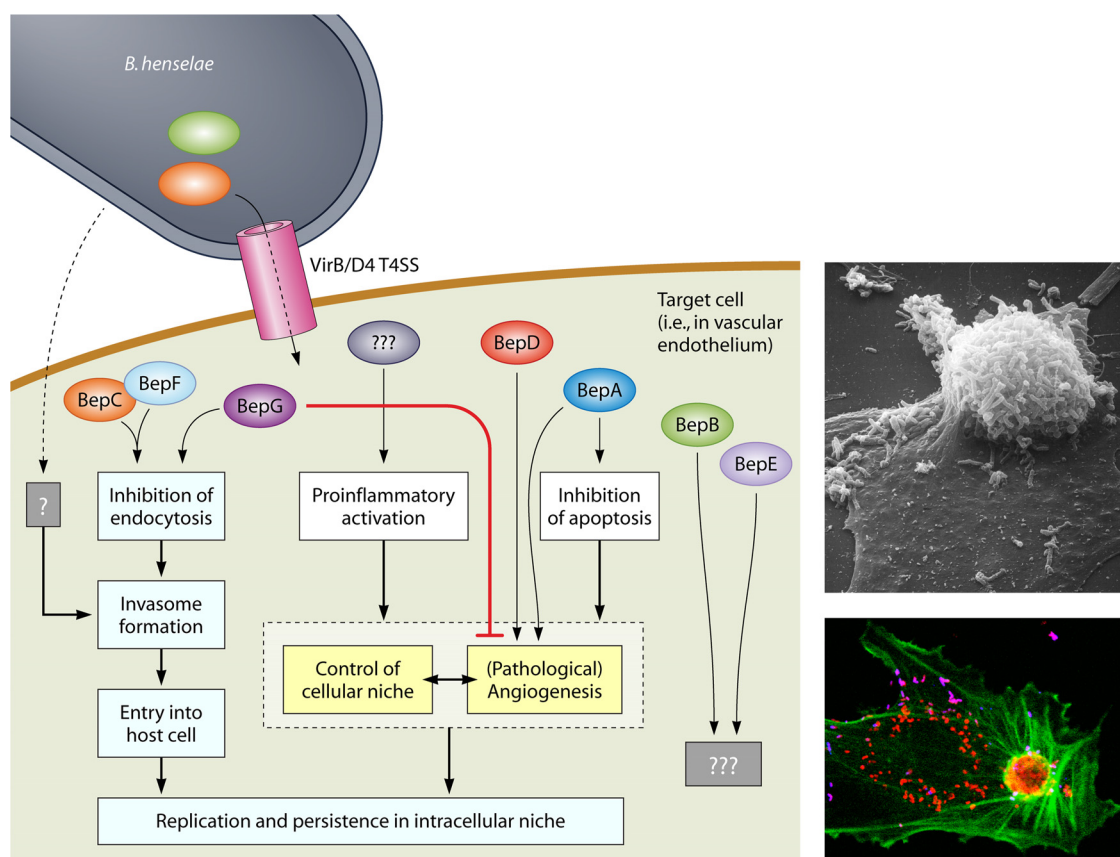 B. henselae
VirB/D4 T4SS
Target cell
(i.e., in vascular
endothelium)
???
BepD
BepF
BepC
BepG
BepA
BepB
BepE
?
Inhibition of
endocytosis
Proinflammatory
activation
Inhibition
of apoptosis
Invasome
formation
Control of
cellular niche
(Pathological)
Angiogenesis
Entry into
host cell
???
Replication and persistence in intracellular niche